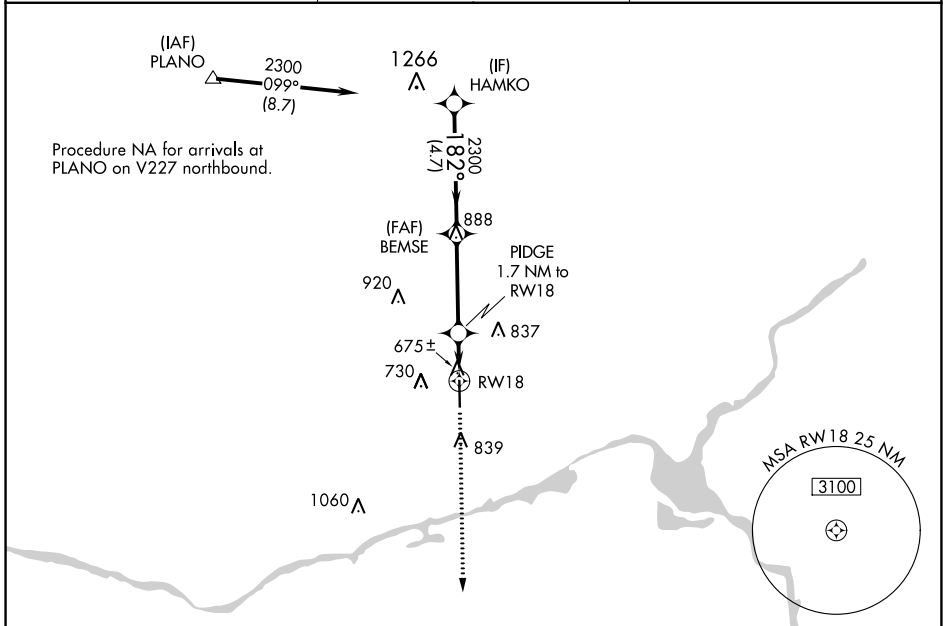 (IAF)
PLANO
2300
099°
(8.7)
1266
(IF)
HAMKO
Procedure NA for arrivals at
PLANO on V227 northbound.
2300
182°
(4.7)
(FAF)
BEMSE
888
PIDGE
1.7 NM to
RW18
920
837
675±
730
RW18
839
MSA RW18 25 NM
3100
1060